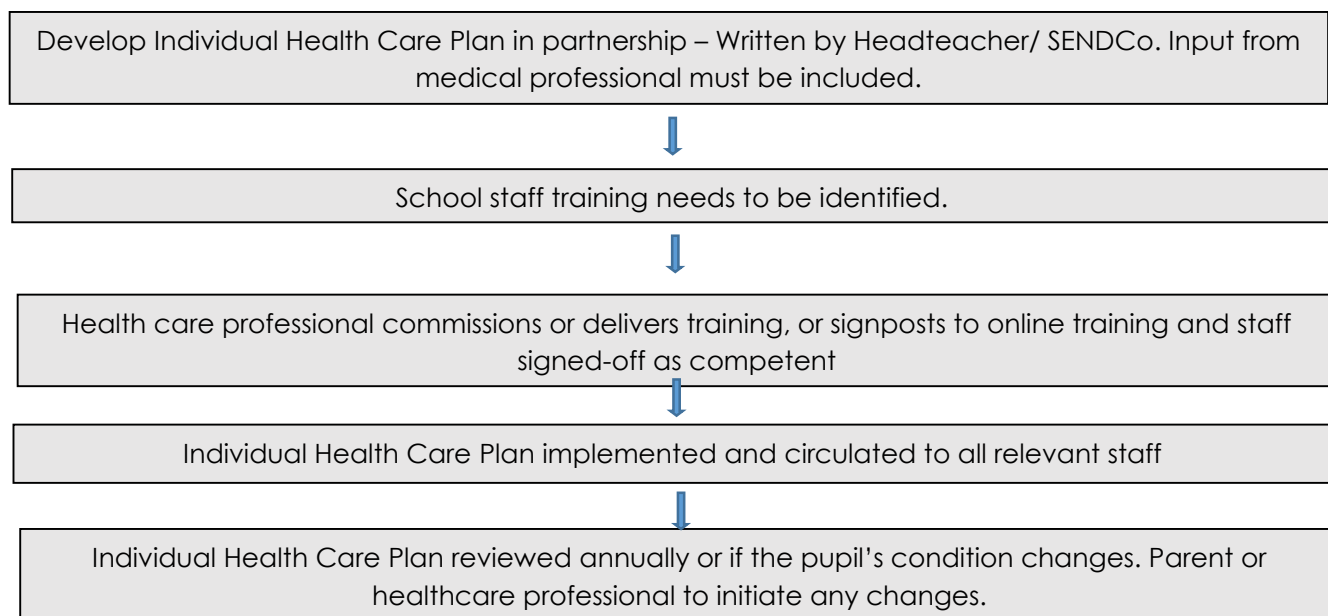 Develop Individual Health Care Plan in partnership – Written by Headteacher/ SENDCo. Input from
medical professional must be included.
School staff training needs to be identified.
Health care professional commissions or delivers training, or signposts to online training and staff
signed-off as competent
Individual Health Care Plan implemented and circulated to all relevant staff
Individual Health Care Plan reviewed annually or if the pupil’s condition changes. Parent or
healthcare professional to initiate any changes.